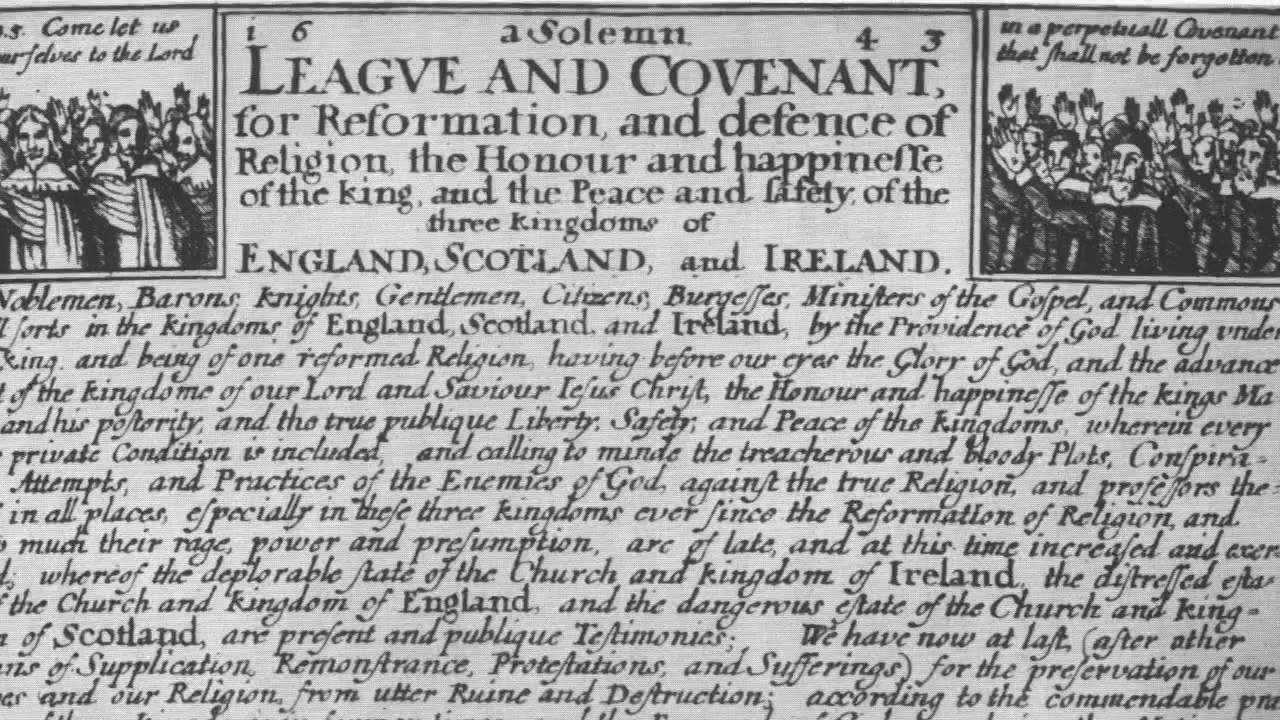 5. Come let us
ourselves to the Lord
in a perpetuall Covenant
that shall not be forgotten
1643
a Solemn
LEAGVE AND COVENANT,
for Reformation, and defence of
Religion, the Honour and happinesse
of the king, and the Peace and safety of the
three kingdoms of
ENGLAND, SCOTLAND, and IRELAND.
Noblemen, Barons, knights, Gentlemen, Citizens, Burgesses, Ministers of the Gospel, and Commons
sorts in the kingdoms of England, Scotland, and Ireland, by the Providence of God living vnder
King, and being of one reformed Religion, having before our eyes the Glory of God, and the advance
of the kingdome of our Lord and Saviour Iesus Christ, the Honour and happinesse of the kings Ma
and his posterity, and the true publique Liberty, Safety, and Peace of the kingdoms, wherein every
private Condition is included, and calling to minde the treacherous and bloody Plots, Conspira-
Attempts, and Practices of the Enemies of God, against the true Religion, and professors the-
in all places, especially in these three kingdoms ever since the Reformation of Religion, and
much their rage, power and presumption, are of late, and at this time increased and exer
whereof the deplorable state of the Church and kingdom of Ireland, the distressed esta-
the Church and kingdom of England, and the dangerous estate of the Church and king-
of Scotland, are present and publique Testimonies; We have now at last, (after other
ns of Supplication, Remonstrance, Protestations, and Sufferings) for the preservation of our
es and our Religion, from utter Ruine and Destruction; according to the commendable pra